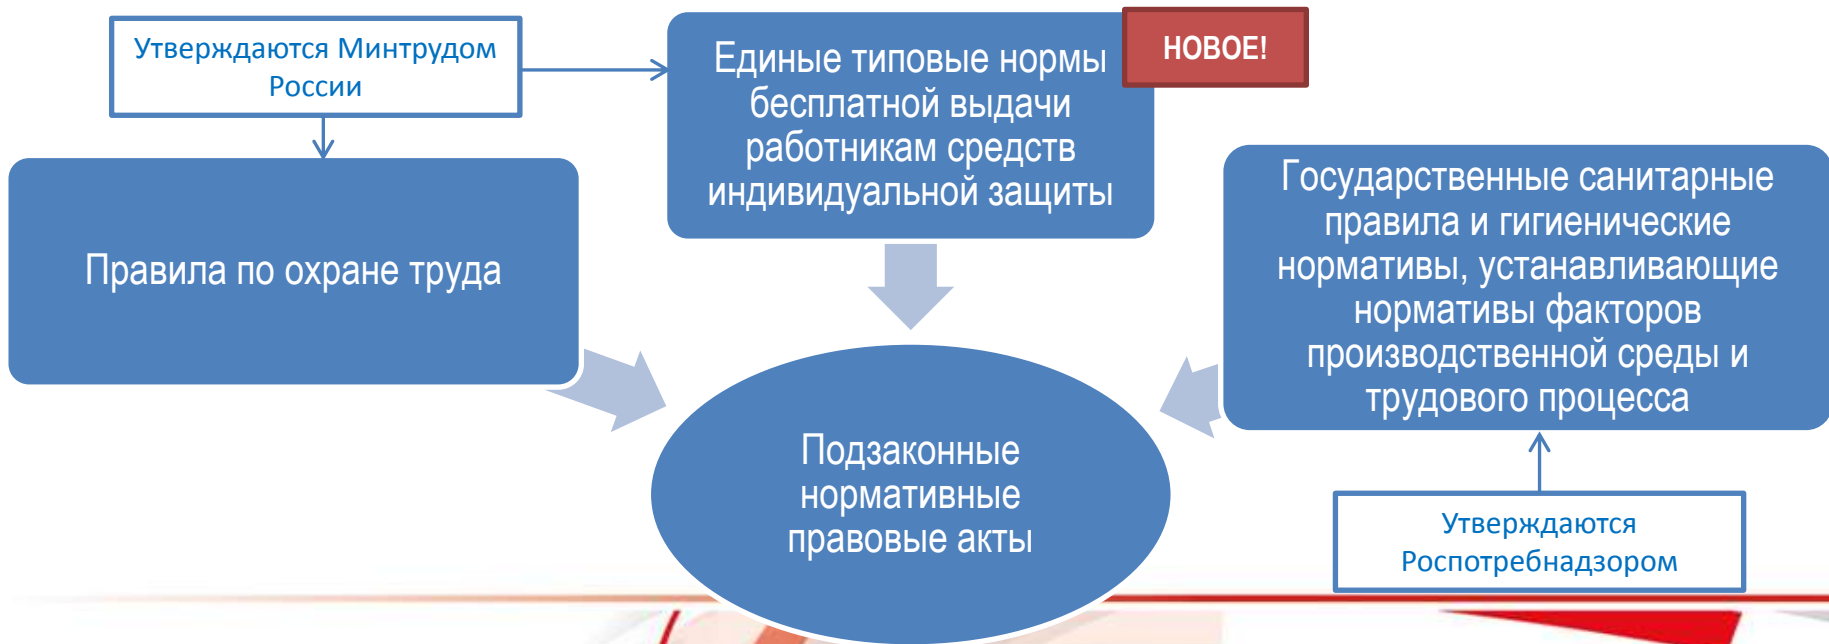 Утверждаются Минтрудом
России
Единые типовые нормы
бесплатной выдачи
работникам средств
индивидуальной защиты
НОВОЕ!
Правила по охране труда
Государственные санитарные
правила и гигиенические
нормативы, устанавливающие
нормативы факторов
производственной среды и
трудового процесса
Подзаконные
нормативные
правовые акты
Утверждаются
Роспотребнадзором